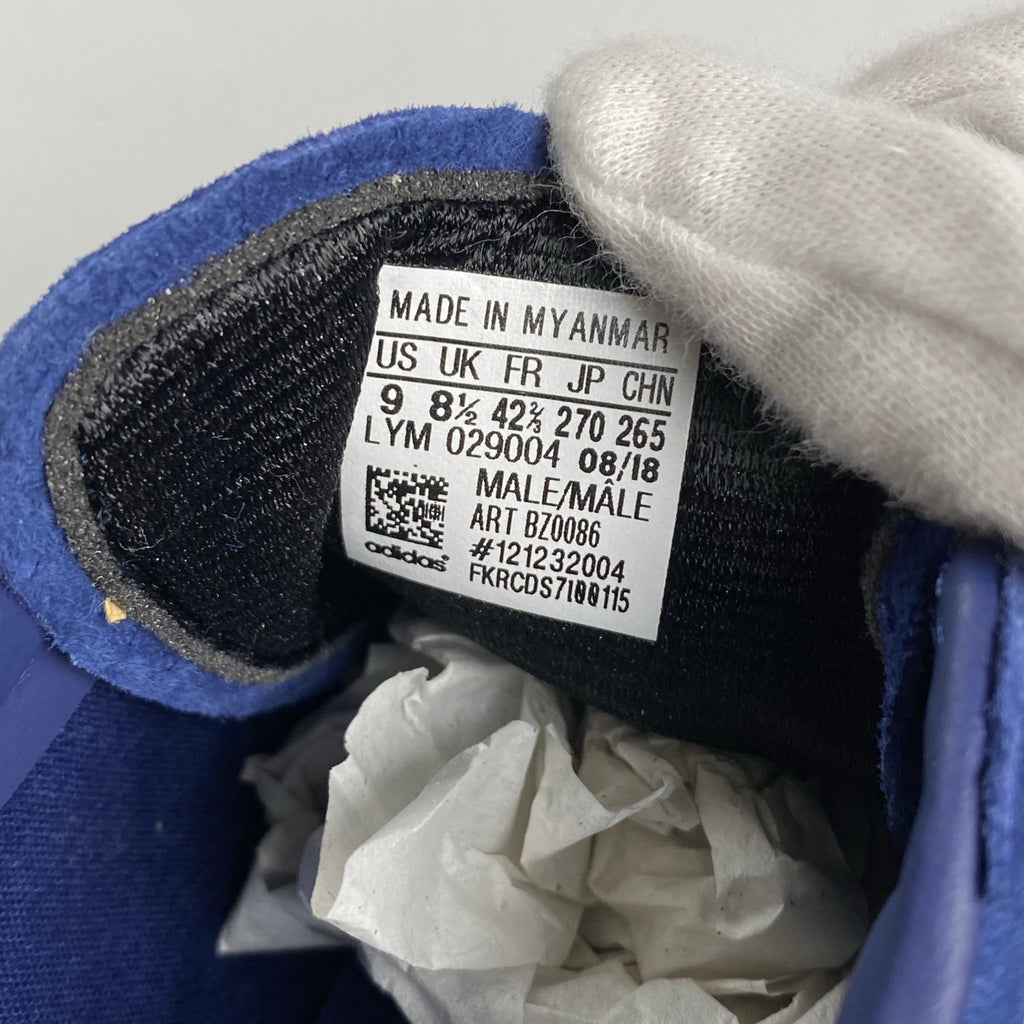 MADE IN MYANMAR
US UK FR JP CHN
9 8½ 42⅔ 270 265
LYM 029004 08/18
MALE/MÂLE
ART BZ0086
#121232004
adidas